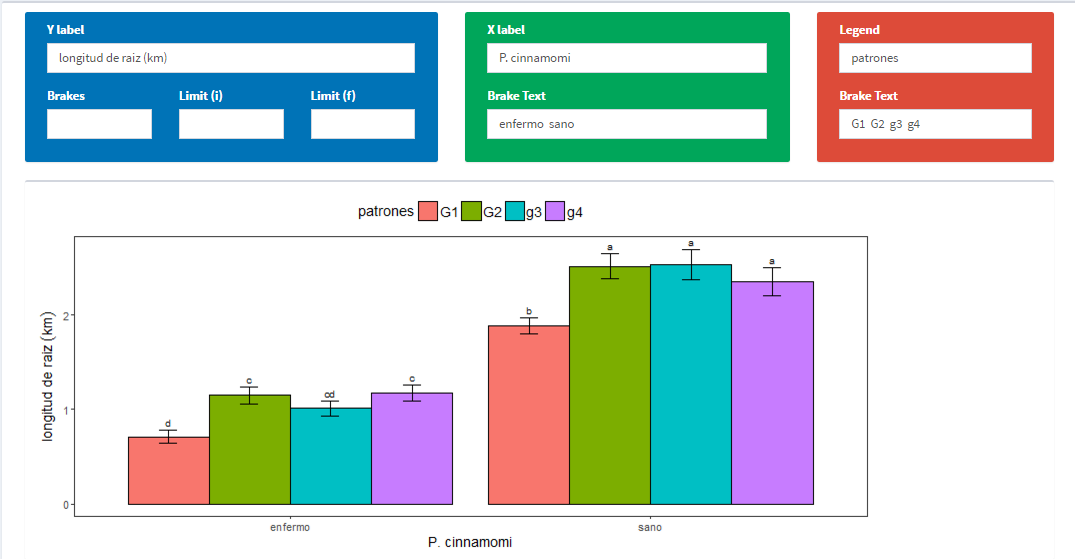 Y label
longitud de raiz (km)
Brakes Limit (i) Limit (f)
X label
P. cinnamomi
Brake Text
enfermo sano
Legend
patrones
Brake Text
G1 G2 g3 g4
patrones G1 G2 g3 g4
longitud de raiz (km)
2
1
0
d c cd c b a a a
enfermo sano
P. cinnamomi